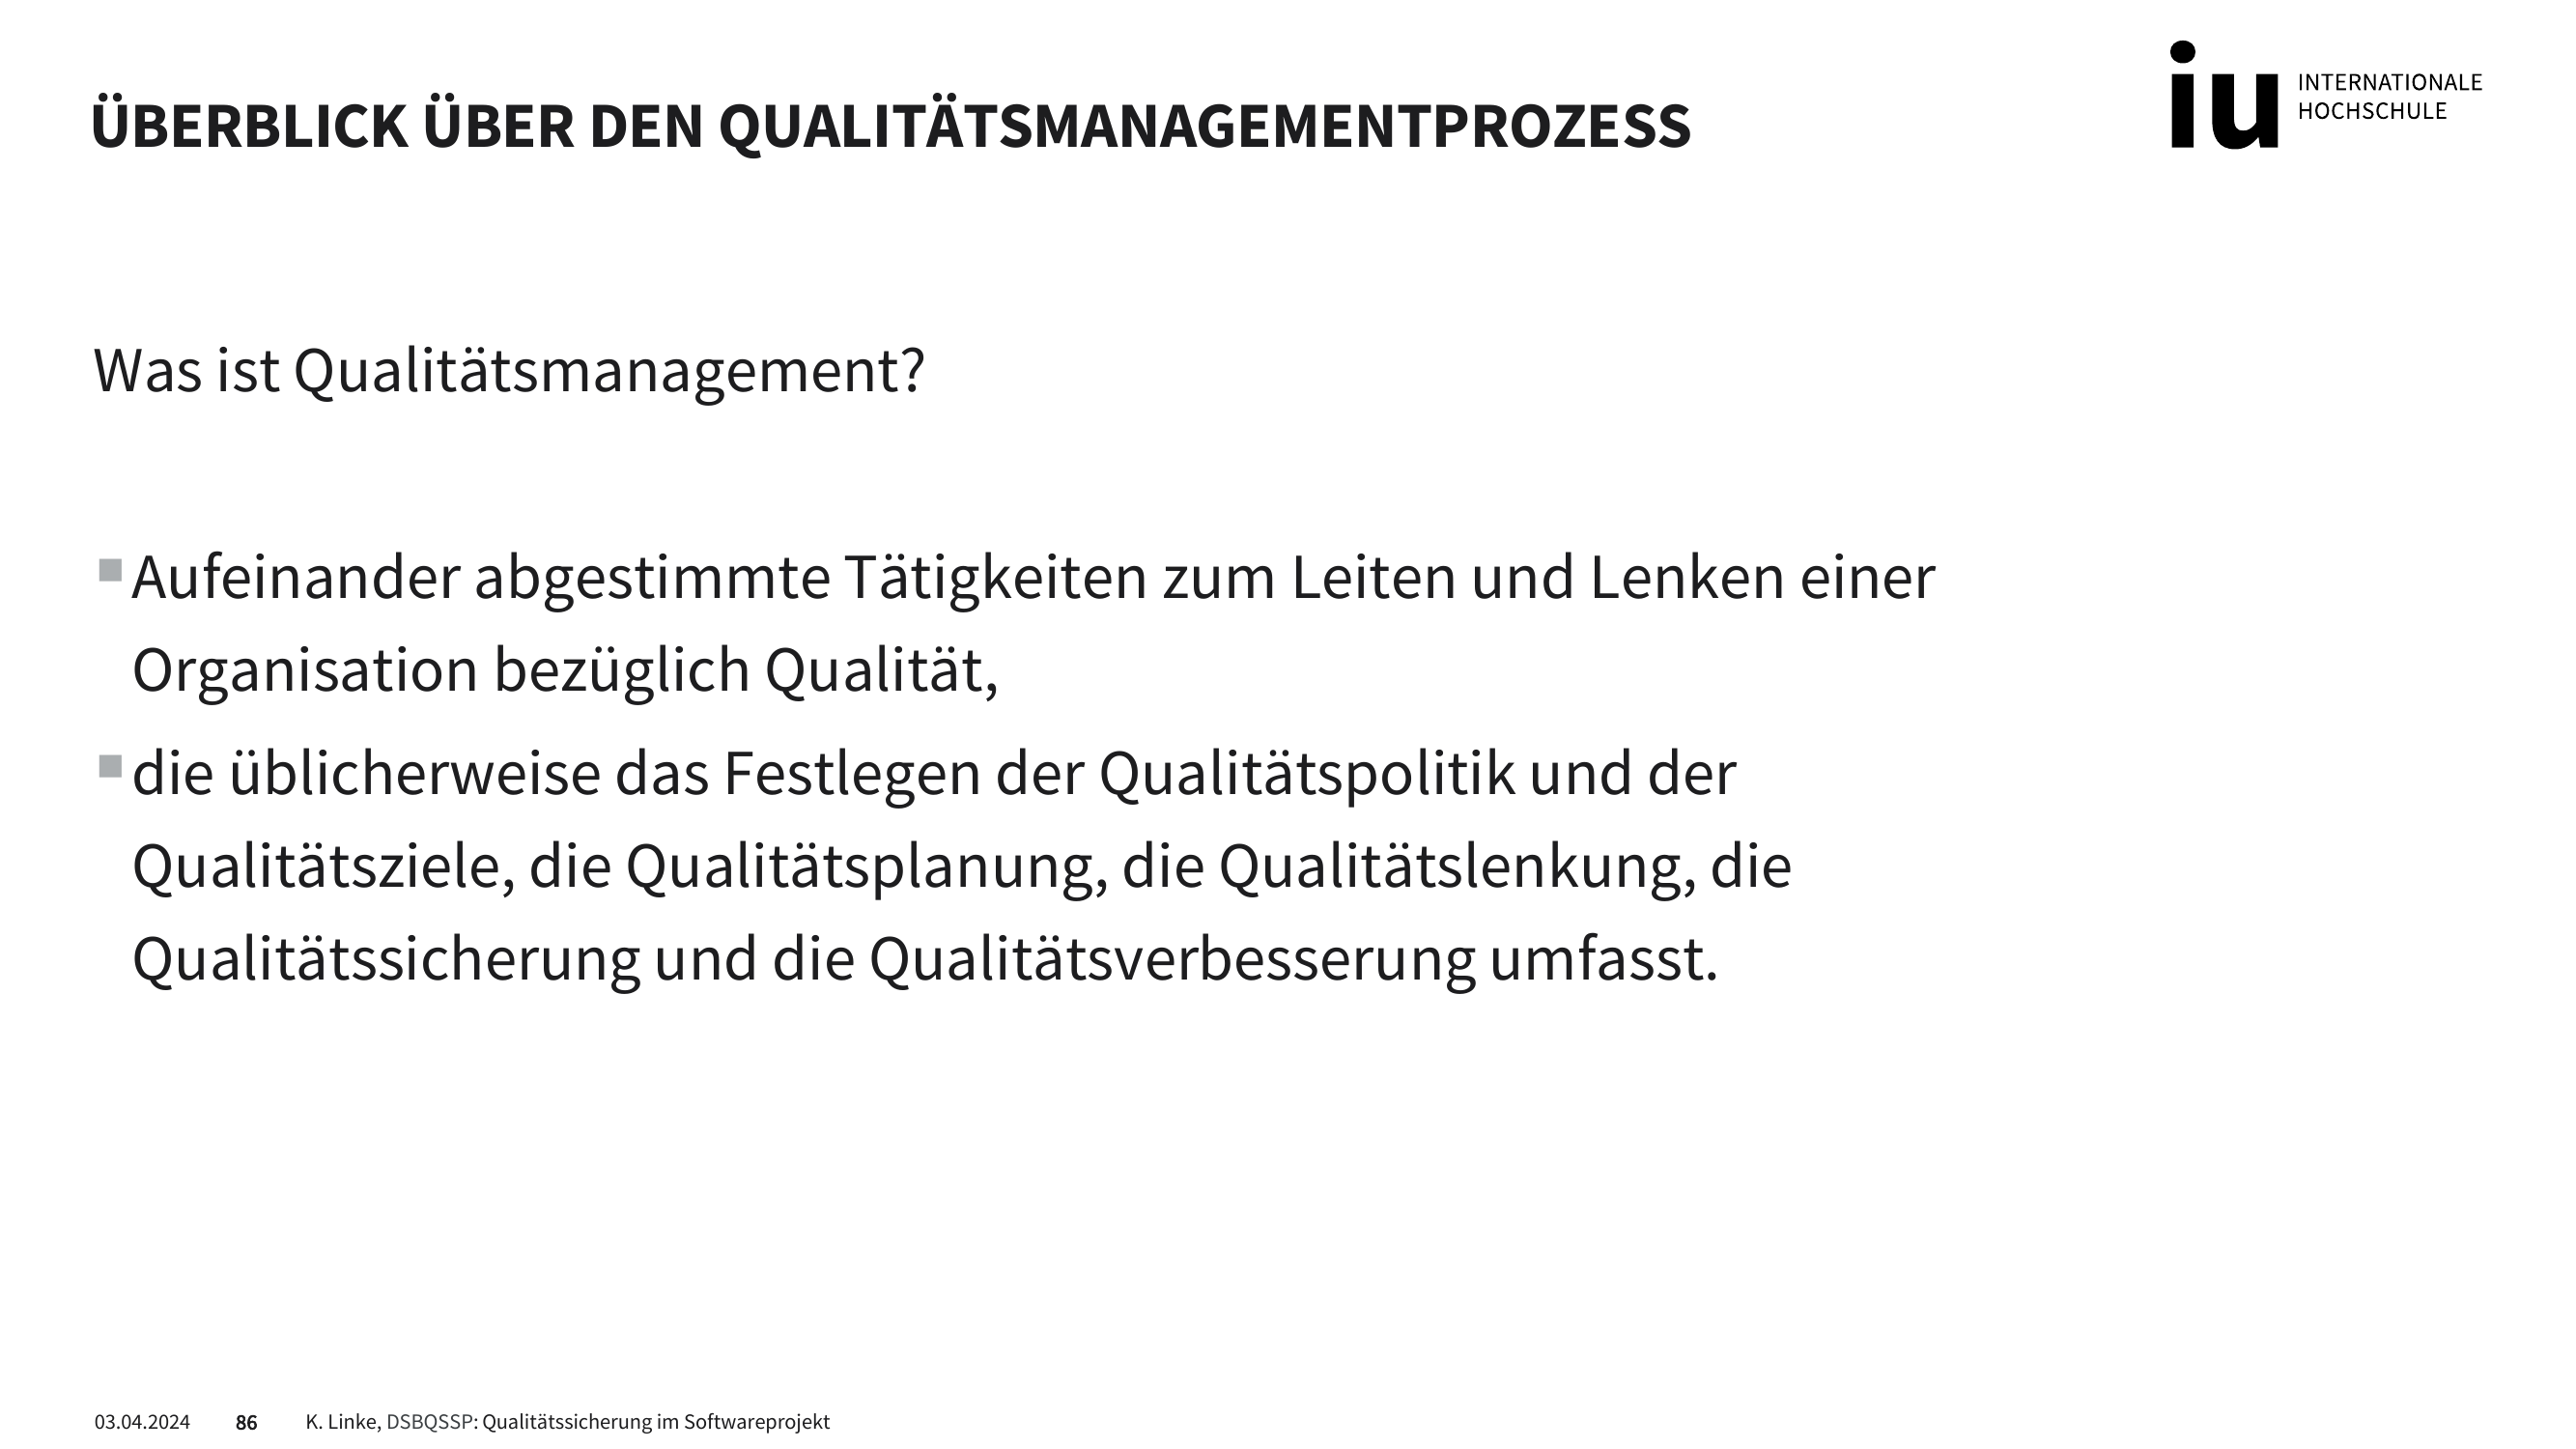 ÜBERBLICK ÜBER DEN QUALITÄTSMANAGEMENTPROZESS
iu INTERNATIONALE
HOCHSCHULE
Was ist Qualitätsmanagement?
Aufeinander abgestimmte Tätigkeiten zum Leiten und Lenken einer
Organisation bezüglich Qualität,
die üblicherweise das Festlegen der Qualitätspolitik und der
Qualitätsziele, die Qualitätsplanung, die Qualitätslenkung, die
Qualitätssicherung und die Qualitätsverbesserung umfasst.
03.04.2024 86 K. Linke, DSBQSSP: Qualitätssicherung im Softwareprojekt